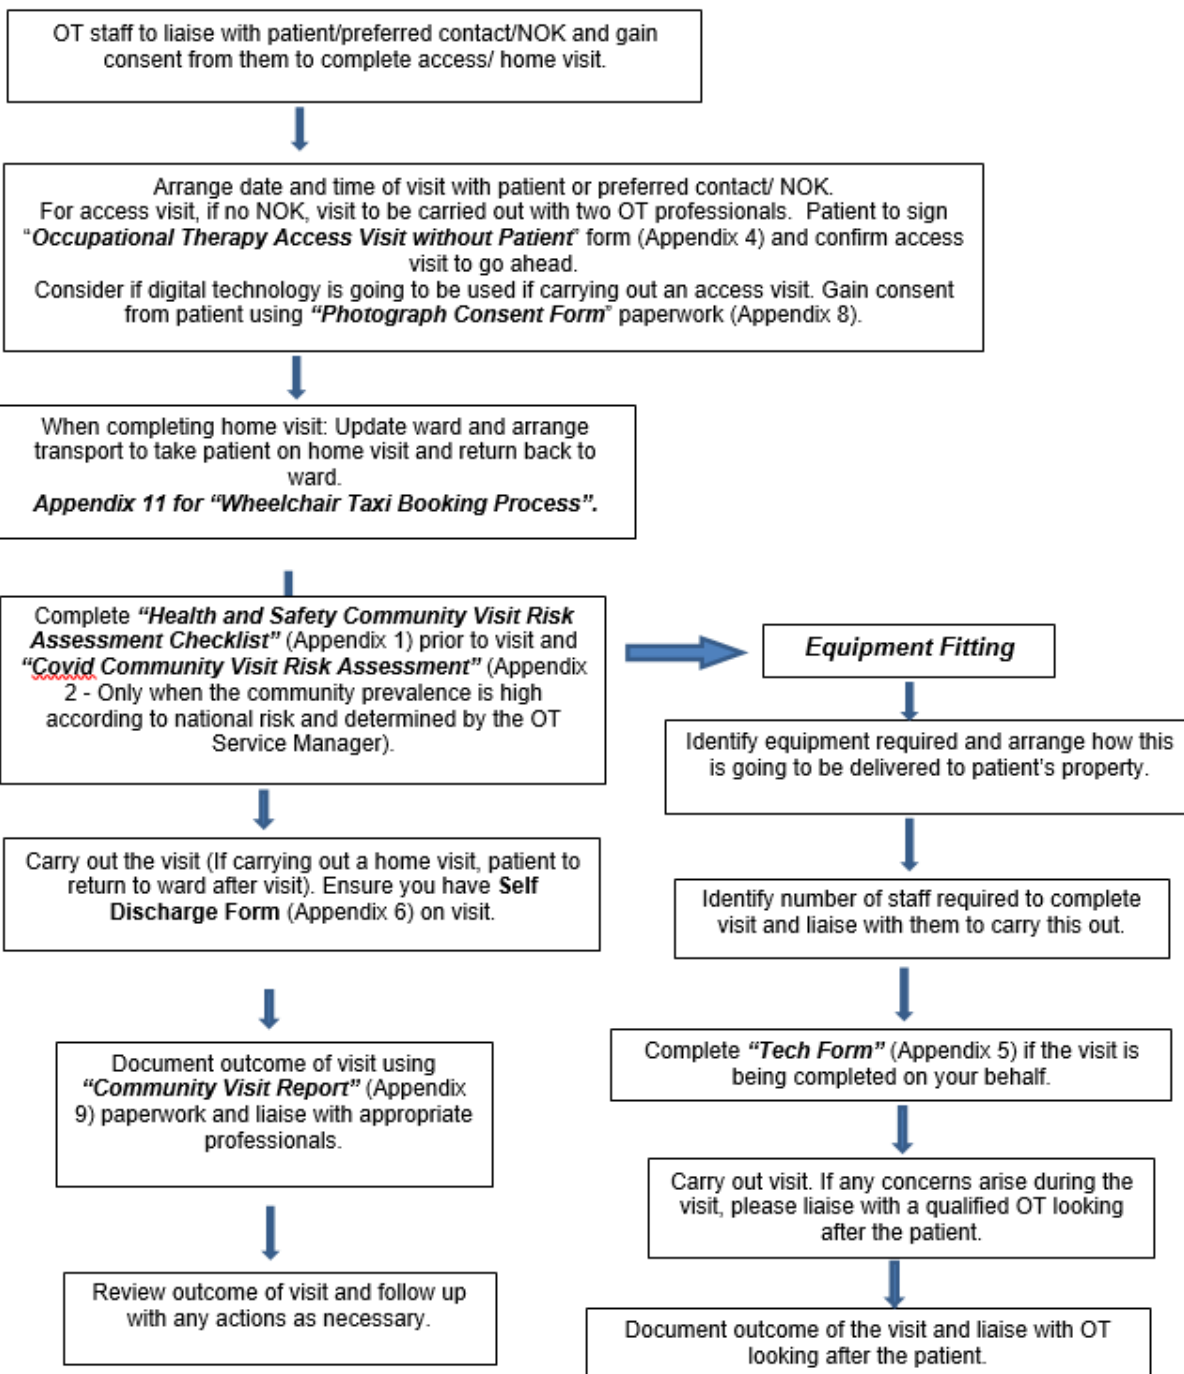 OT staff to liaise with patient/preferred contact/NOK and gain
consent from them to complete access/ home visit.
Arrange date and time of visit with patient or preferred contact/ NOK.
For access visit, if no NOK, visit to be carried out with two OT professionals. Patient to sign
“Occupational Therapy Access Visit without Patient” form (Appendix 4) and confirm access
visit to go ahead.
Consider if digital technology is going to be used if carrying out an access visit. Gain consent
from patient using “Photograph Consent Form” paperwork (Appendix 8).
When completing home visit: Update ward and arrange
transport to take patient on home visit and return back to
ward.
Appendix 11 for “Wheelchair Taxi Booking Process”.
Complete “Health and Safety Community Visit Risk
Assessment Checklist” (Appendix 1) prior to visit and
“Covid Community Visit Risk Assessment” (Appendix
2 - Only when the community prevalence is high
according to national risk and determined by the OT
Service Manager).
Carry out the visit (If carrying out a home visit, patient to
return to ward after visit). Ensure you have Self
Discharge Form (Appendix 6) on visit.
Document outcome of visit using
“Community Visit Report” (Appendix
9) paperwork and liaise with appropriate
professionals.
Review outcome of visit and follow up
with any actions as necessary.
Equipment Fitting
Identify equipment required and arrange how this
is going to be delivered to patient’s property.
Identify number of staff required to complete
visit and liaise with them to carry this out.
Complete “Tech Form” (Appendix 5) if the visit is
being completed on your behalf.
Carry out visit. If any concerns arise during the
visit, please liaise with a qualified OT looking
after the patient.
Document outcome of the visit and liaise with OT
looking after the patient.